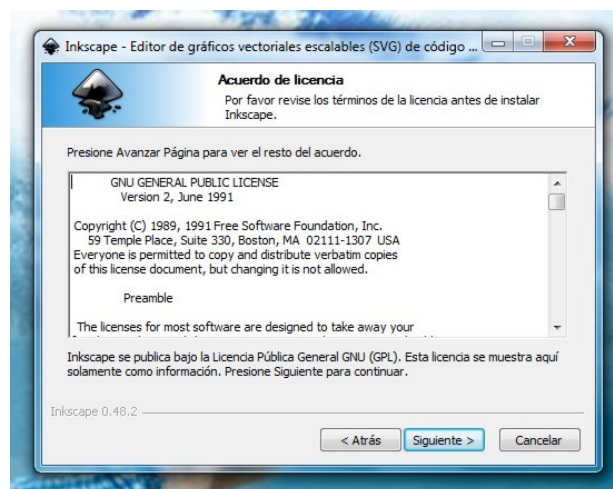 Inkscape - Editor de gráficos vectoriales escalables (SVG) de código ...
Acuerdo de licencia
Por favor revise los términos de la licencia antes de instalar
Inkscape.
Presione Avanzar Página para ver el resto del acuerdo.
GNU GENERAL PUBLIC LICENSE
Version 2, June 1991
Copyright (C) 1989, 1991 Free Software Foundation, Inc.
59 Temple Place, Suite 330, Boston, MA 02111-1307 USA
Everyone is permitted to copy and distribute verbatim copies
of this license document, but changing it is not allowed.
Preamble
The licenses for most software are designed to take away your
Inkscape se publica bajo la Licencia Pública General GNU (GPL). Esta licencia se muestra aquí
solamente como información. Presione Siguiente para continuar.
Inkscape 0.48.2
< Atrás Siguiente > Cancelar